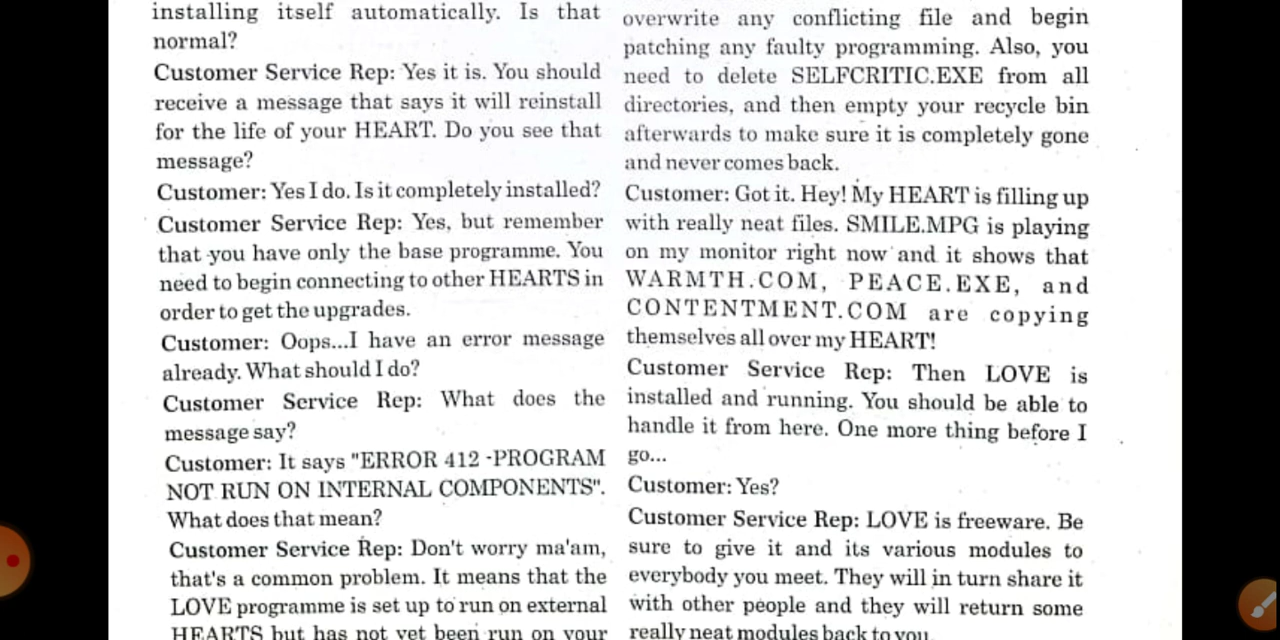 installing itself automatically. Is that
normal?
Customer Service Rep: Yes it is. You should
receive a message that says it will reinstall
for the life of your HEART. Do you see that
message?
Customer: Yes I do. Is it completely installed?
Customer Service Rep: Yes, but remember
that you have only the base programme. You
need to begin connecting to other HEARTS in
order to get the upgrades.
Customer: Oops...I have an error message
already. What should I do?
Customer Service Rep: What does the
message say?
Customer: It says "ERROR 412 -PROGRAM
NOT RUN ON INTERNAL COMPONENTS".
What does that mean?
Customer Service Rep: Don't worry ma'am,
that's a common problem. It means that the
LOVE programme is set up to run on external
HEARTS but has not yet been run on your
overwrite any conflicting file and begin
patching any faulty programming. Also, you
need to delete SELFCRITIC.EXE from all
directories, and then empty your recycle bin
afterwards to make sure it is completely gone
and never comes back.
Customer: Got it. Hey! My HEART is filling up
with really neat files. SMILE.MPG is playing
on my monitor right now and it shows that
WARMTH.COM, PEACE.EXE, and
CONTENTMENT.COM are copying
themselves all over my HEART!
Customer Service Rep: Then LOVE is
installed and running. You should be able to
handle it from here. One more thing before I
go...
Customer: Yes?
Customer Service Rep: LOVE is freeware. Be
sure to give it and its various modules to
everybody you meet. They will in turn share it
with other people and they will return some
really neat modules back to you.